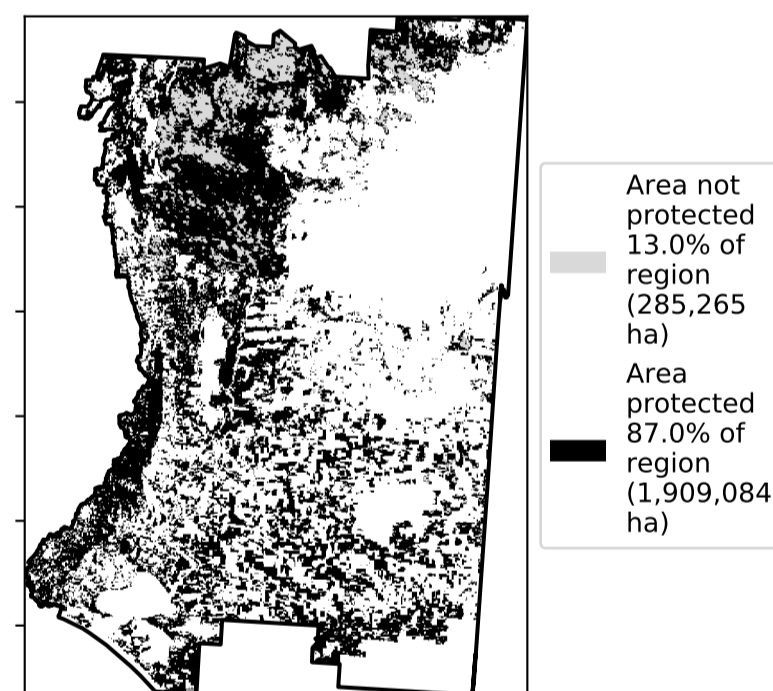 Area not
protected
13.0% of
region
(285,265
ha)
Area
protected
87.0% of
region
(1,909,084
ha)